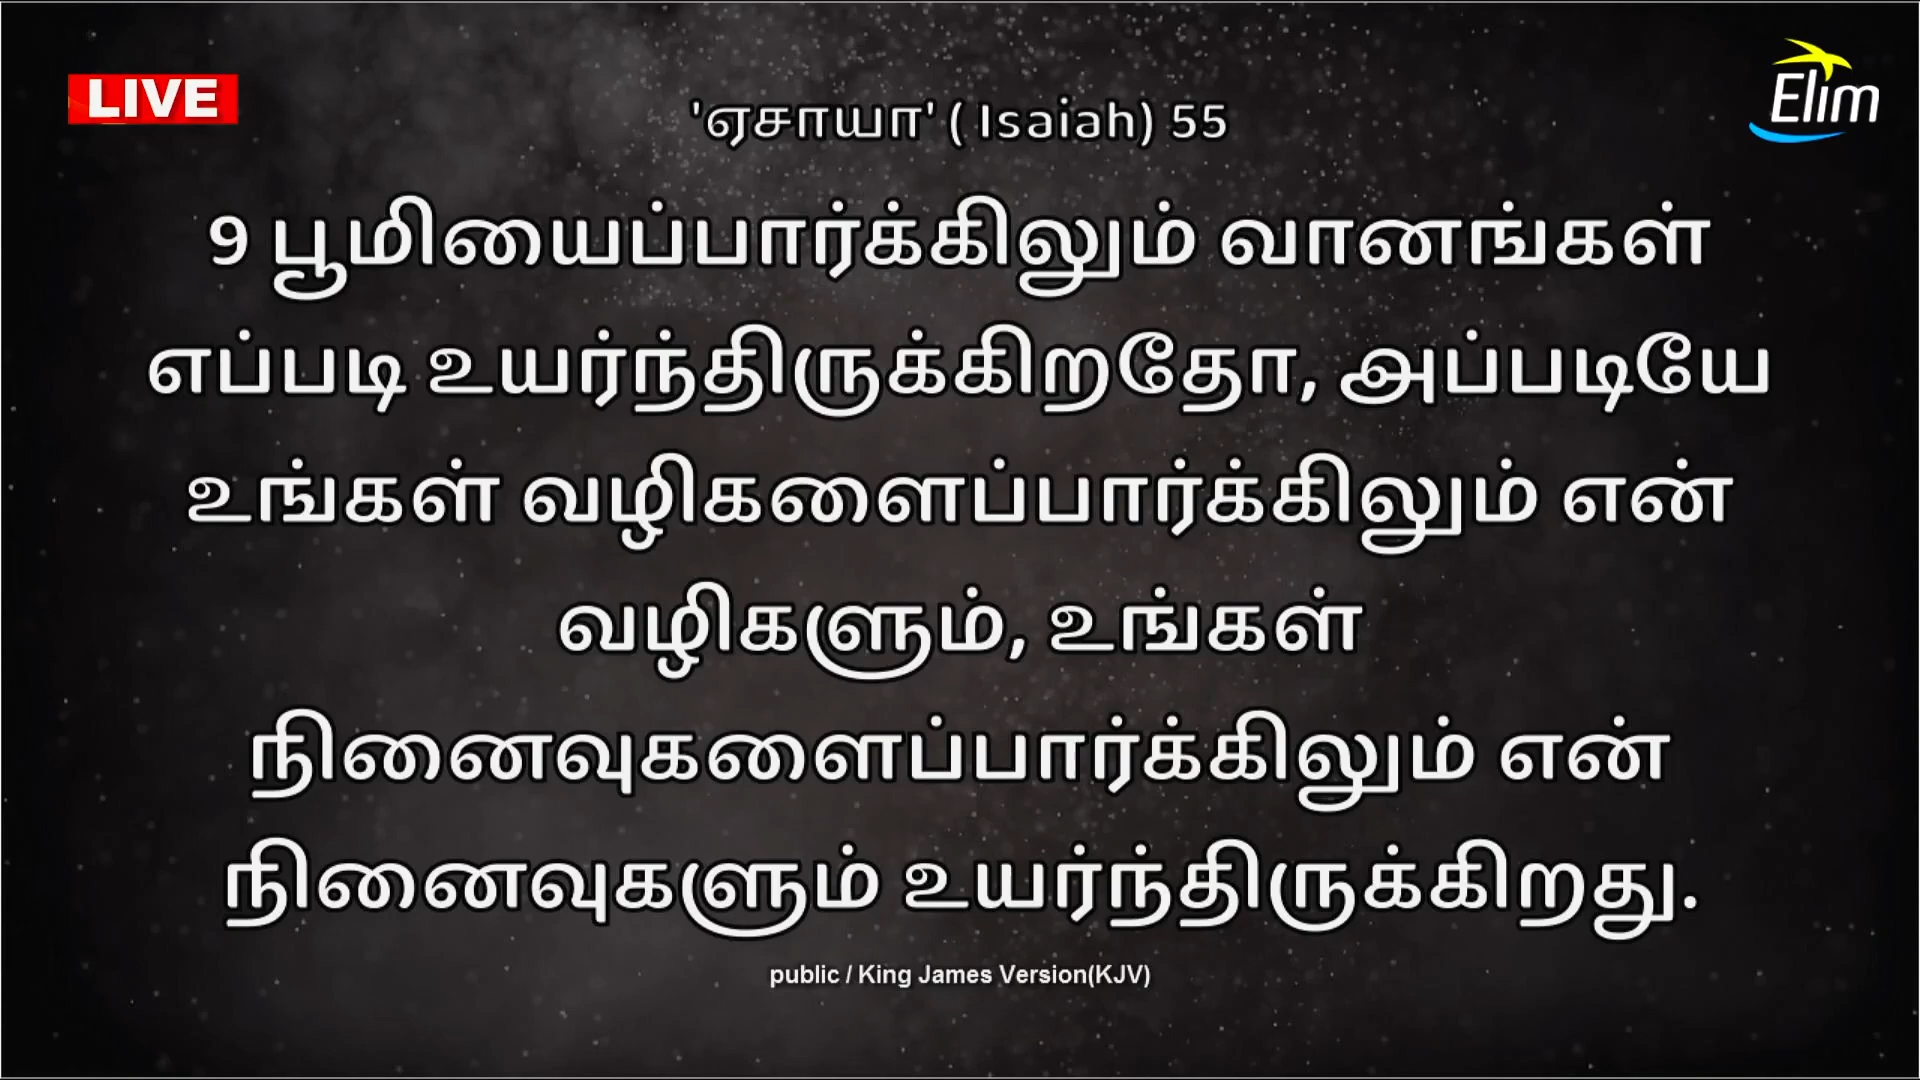 LIVE
Elim
'ஏசாயா' ( Isaiah) 55
9 பூமியைப்பார்க்கிலும் வானங்கள்
எப்படி உயர்ந்திருக்கிறதோ, அப்படியே
உங்கள் வழிகளைப்பார்க்கிலும் என்
வழிகளும், உங்கள்
நினைவுகளைப்பார்க்கிலும் என்
நினைவுகளும் உயர்ந்திருக்கிறது.
public / King James Version(KJV)